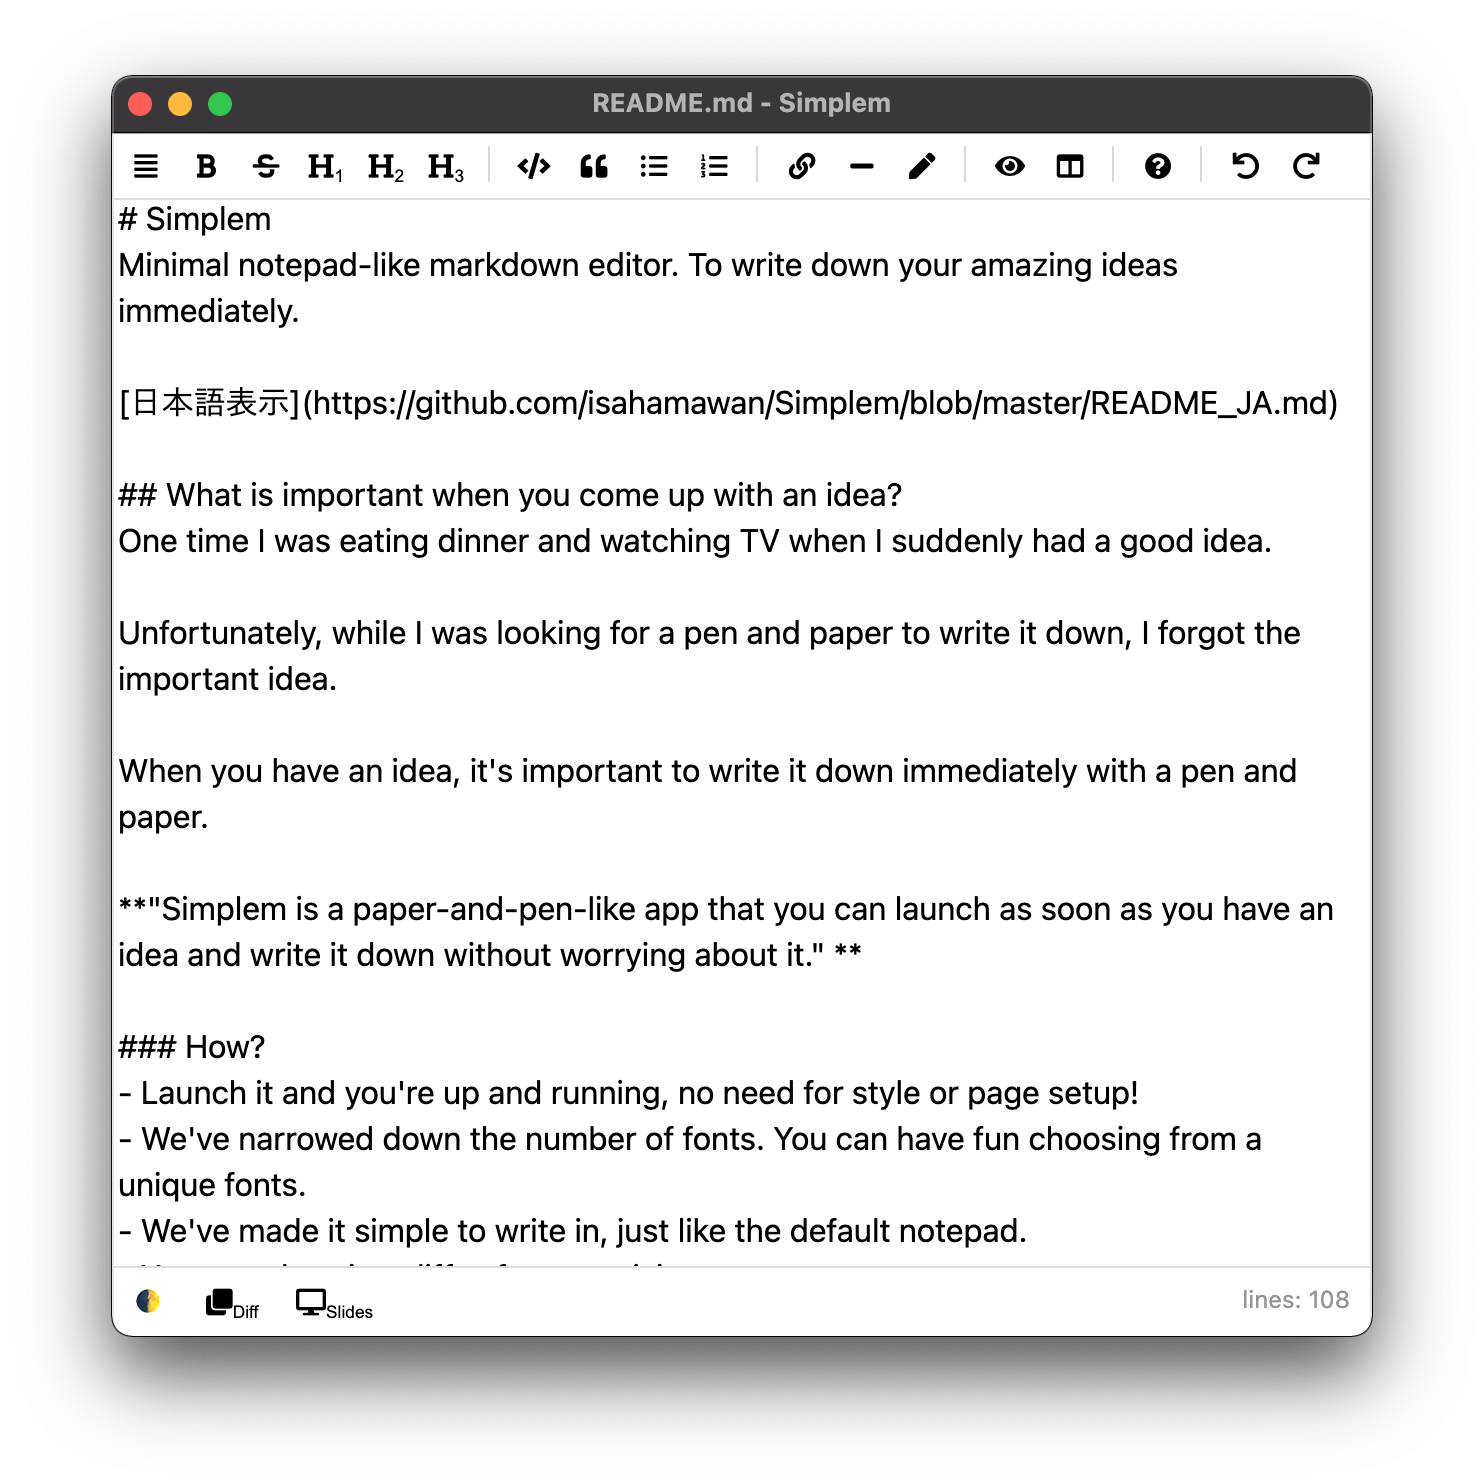 README.md - Simplem
B S H1 H2 H3
# Simplem
Minimal notepad-like markdown editor. To write down your amazing ideas
immediately.
[日本語表示](https://github.com/isahamawan/Simplem/blob/master/README_JA.md)
## What is important when you come up with an idea?
One time I was eating dinner and watching TV when I suddenly had a good idea.
Unfortunately, while I was looking for a pen and paper to write it down, I forgot the
important idea.
When you have an idea, it's important to write it down immediately with a pen and
paper.
**"Simplem is a paper-and-pen-like app that you can launch as soon as you have an
idea and write it down without worrying about it." **
### How?
- Launch it and you're up and running, no need for style or page setup!
- We've narrowed down the number of fonts. You can have fun choosing from a
unique fonts.
- We've made it simple to write in, just like the default notepad.
Diff Slides lines: 108